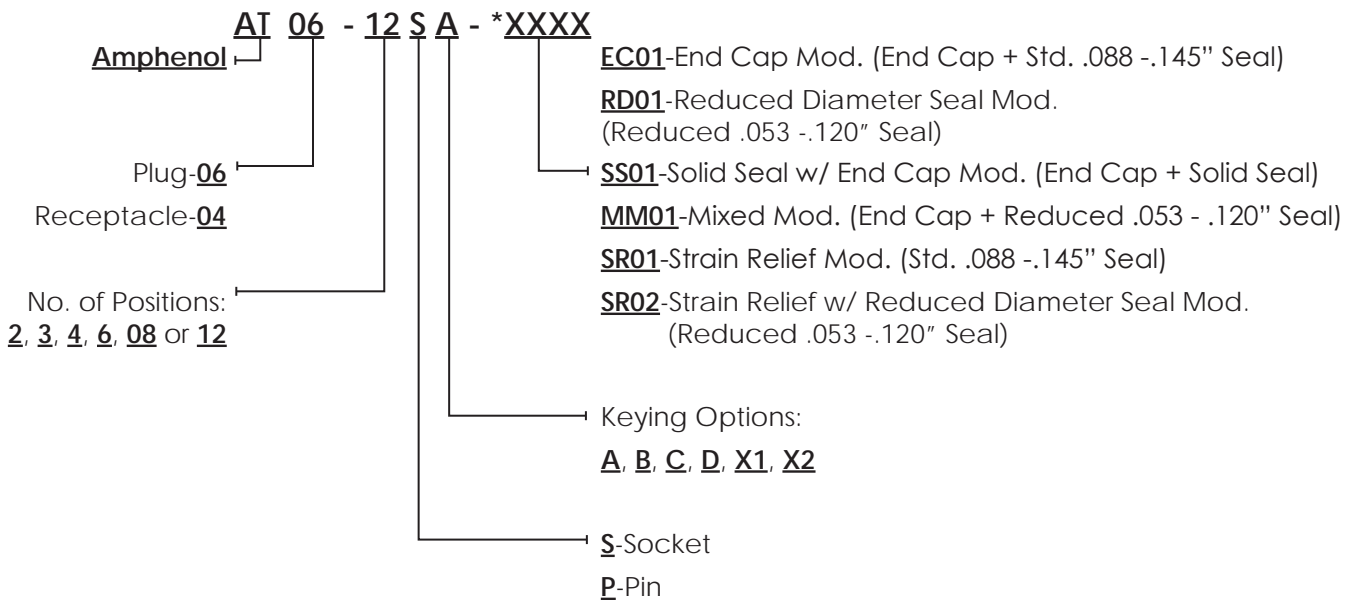 AT 06 - 12 S A - *XXXX
Amphenol
Plug-06
Receptacle-04
No. of Positions:
2, 3, 4, 6, 08 or 12
EC01-End Cap Mod. (End Cap + Std. .088 -.145” Seal)
RD01-Reduced Diameter Seal Mod.
(Reduced .053 -.120” Seal)
SS01-Solid Seal w/ End Cap Mod. (End Cap + Solid Seal)
MM01-Mixed Mod. (End Cap + Reduced .053 - .120” Seal)
SR01-Strain Relief Mod. (Std. .088 -.145” Seal)
SR02-Strain Relief w/ Reduced Diameter Seal Mod.
(Reduced .053 -.120” Seal)
Keying Options:
A, B, C, D, X1, X2
S-Socket
P-Pin